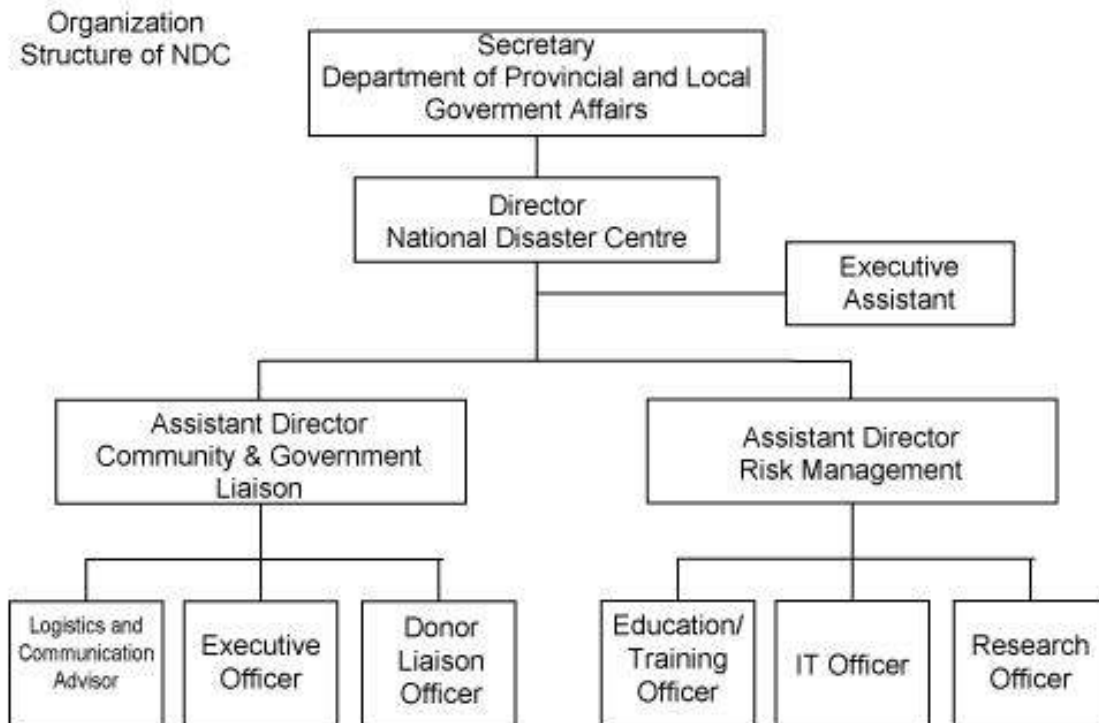 Organization
Structure of NDC
Secretary
Department of Provincial and Local
Goverment Affairs
Director
National Disaster Centre
Executive
Assistant
Assistant Director
Community & Government
Liaison
Assistant Director
Risk Management
Logistics and
Communication
Advisor
Executive
Officer
Donor
Liaison
Officer
Education/
Training
Officer
IT Officer
Research
Officer